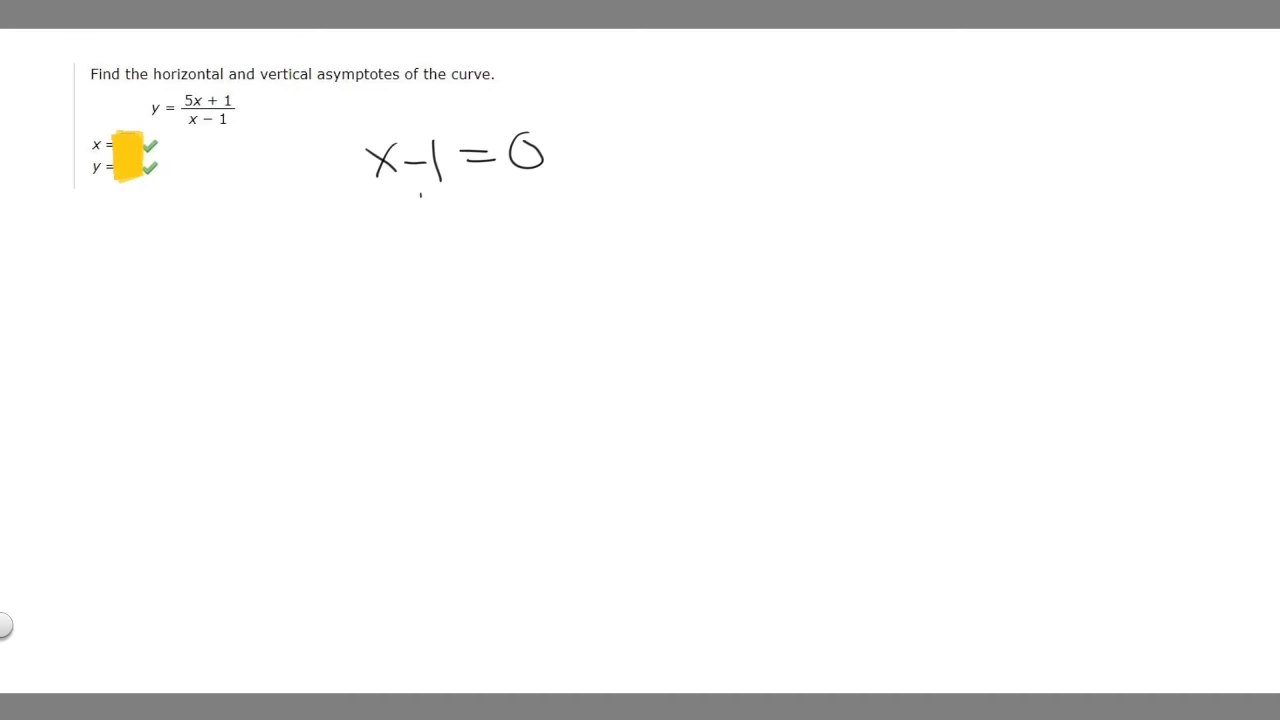 Find the horizontal and vertical asymptotes of the curve.
y = 5x + 1 / x − 1
x =
y =
x-1=0